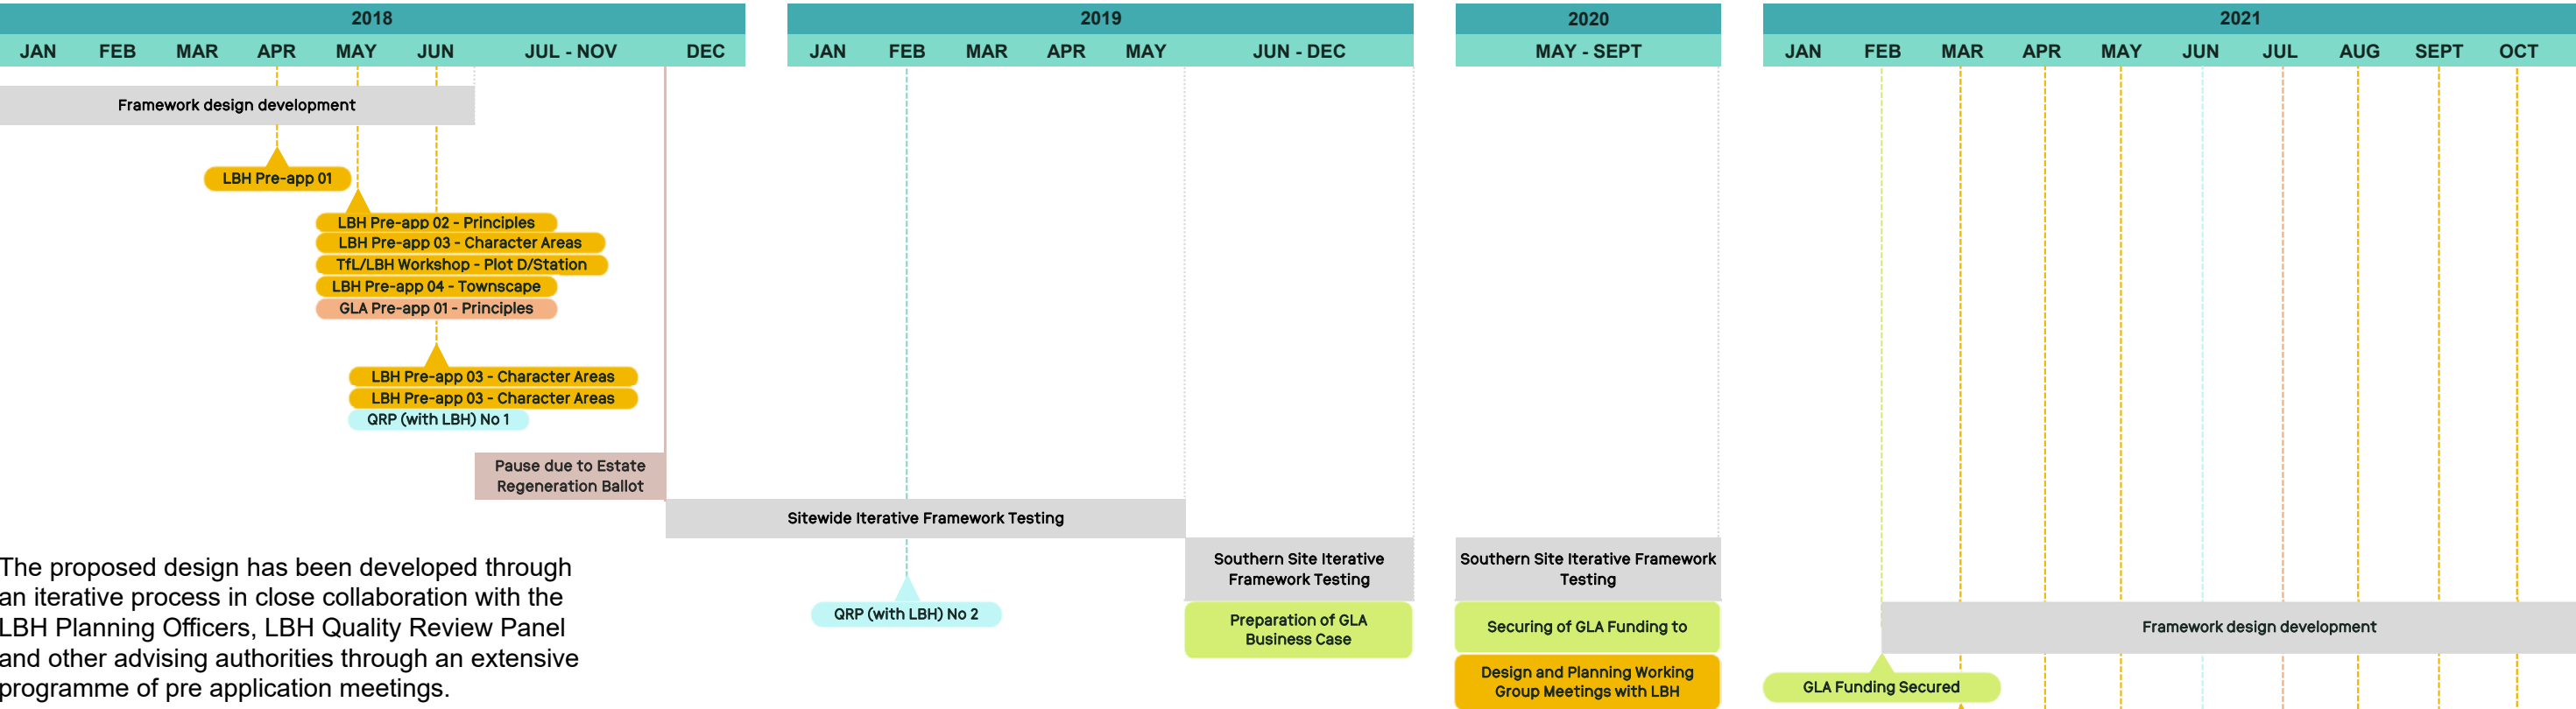 2018
JAN FEB MAR APR MAY JUN JUL - NOV DEC
2019
JAN FEB MAR APR MAY JUN - DEC
2020
MAY - SEPT
2021
JAN FEB MAR APR MAY JUN JUL AUG SEPT OCT
Framework design development
LBH Pre-app 01
LBH Pre-app 02 - Principles
LBH Pre-app 03 - Character Areas
TfL/LBH Workshop - Plot D/Station
LBH Pre-app 04 - Townscape
GLA Pre-app 01 - Principles
LBH Pre-app 03 - Character Areas
LBH Pre-app 03 - Character Areas
QRP (with LBH) No 1
Pause due to Estate
Regeneration Ballot
Sitewide Iterative Framework Testing
QRP (with LBH) No 2
Southern Site Iterative
Framework Testing
Preparation of GLA
Business Case
Southern Site Iterative Framework
Testing
Securing of GLA Funding to
Design and Planning Working
Group Meetings with LBH
Framework design development
GLA Funding Secured
The proposed design has been developed through
an iterative process in close collaboration with the
LBH Planning Officers, LBH Quality Review Panel
and other advising authorities through an extensive
programme of pre application meetings.